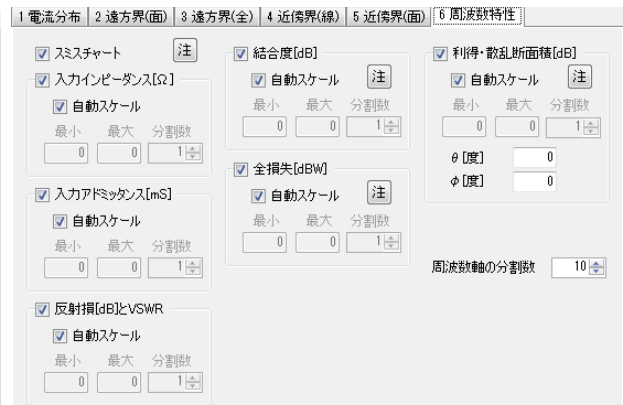 1 電流分布 2 遠方界(面) 3 遠方界(全) 4 近傍界(線) 5 近傍界(面) 6 周波数特性
スミスチャート 注
入力インピーダンス[Ω]
自動スケール
最小 最大 分割数
0 0 1
入力アドミッタンス[mS]
自動スケール
最小 最大 分割数
0 0 1
反射損[dB]とVSWR
自動スケール
最小 最大 分割数
0 0 1
結合度[dB]
自動スケール 注
最小 最大 分割数
0 0 1
全損失[dBW]
自動スケール 注
最小 最大 分割数
0 0 1
利得・散乱断面積[dB]
自動スケール 注
最小 最大 分割数
0 0 1
θ[度] 0
φ[度] 0
周波数軸の分割数 10